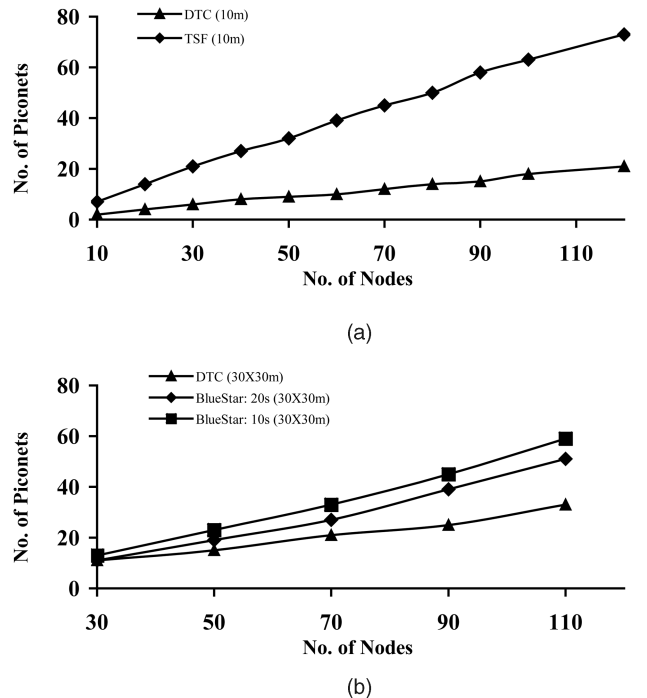 DTC (10m)
TSF (10m)
No. of Piconets
80
60
40
20
0
10 30 50 70 90 110
No. of Nodes
(a)
DTC (30X30m)
BlueStar: 20s (30X30m)
BlueStar: 10s (30X30m)
No. of Piconets
80
60
40
20
0
30 50 70 90 110
No. of Nodes
(b)